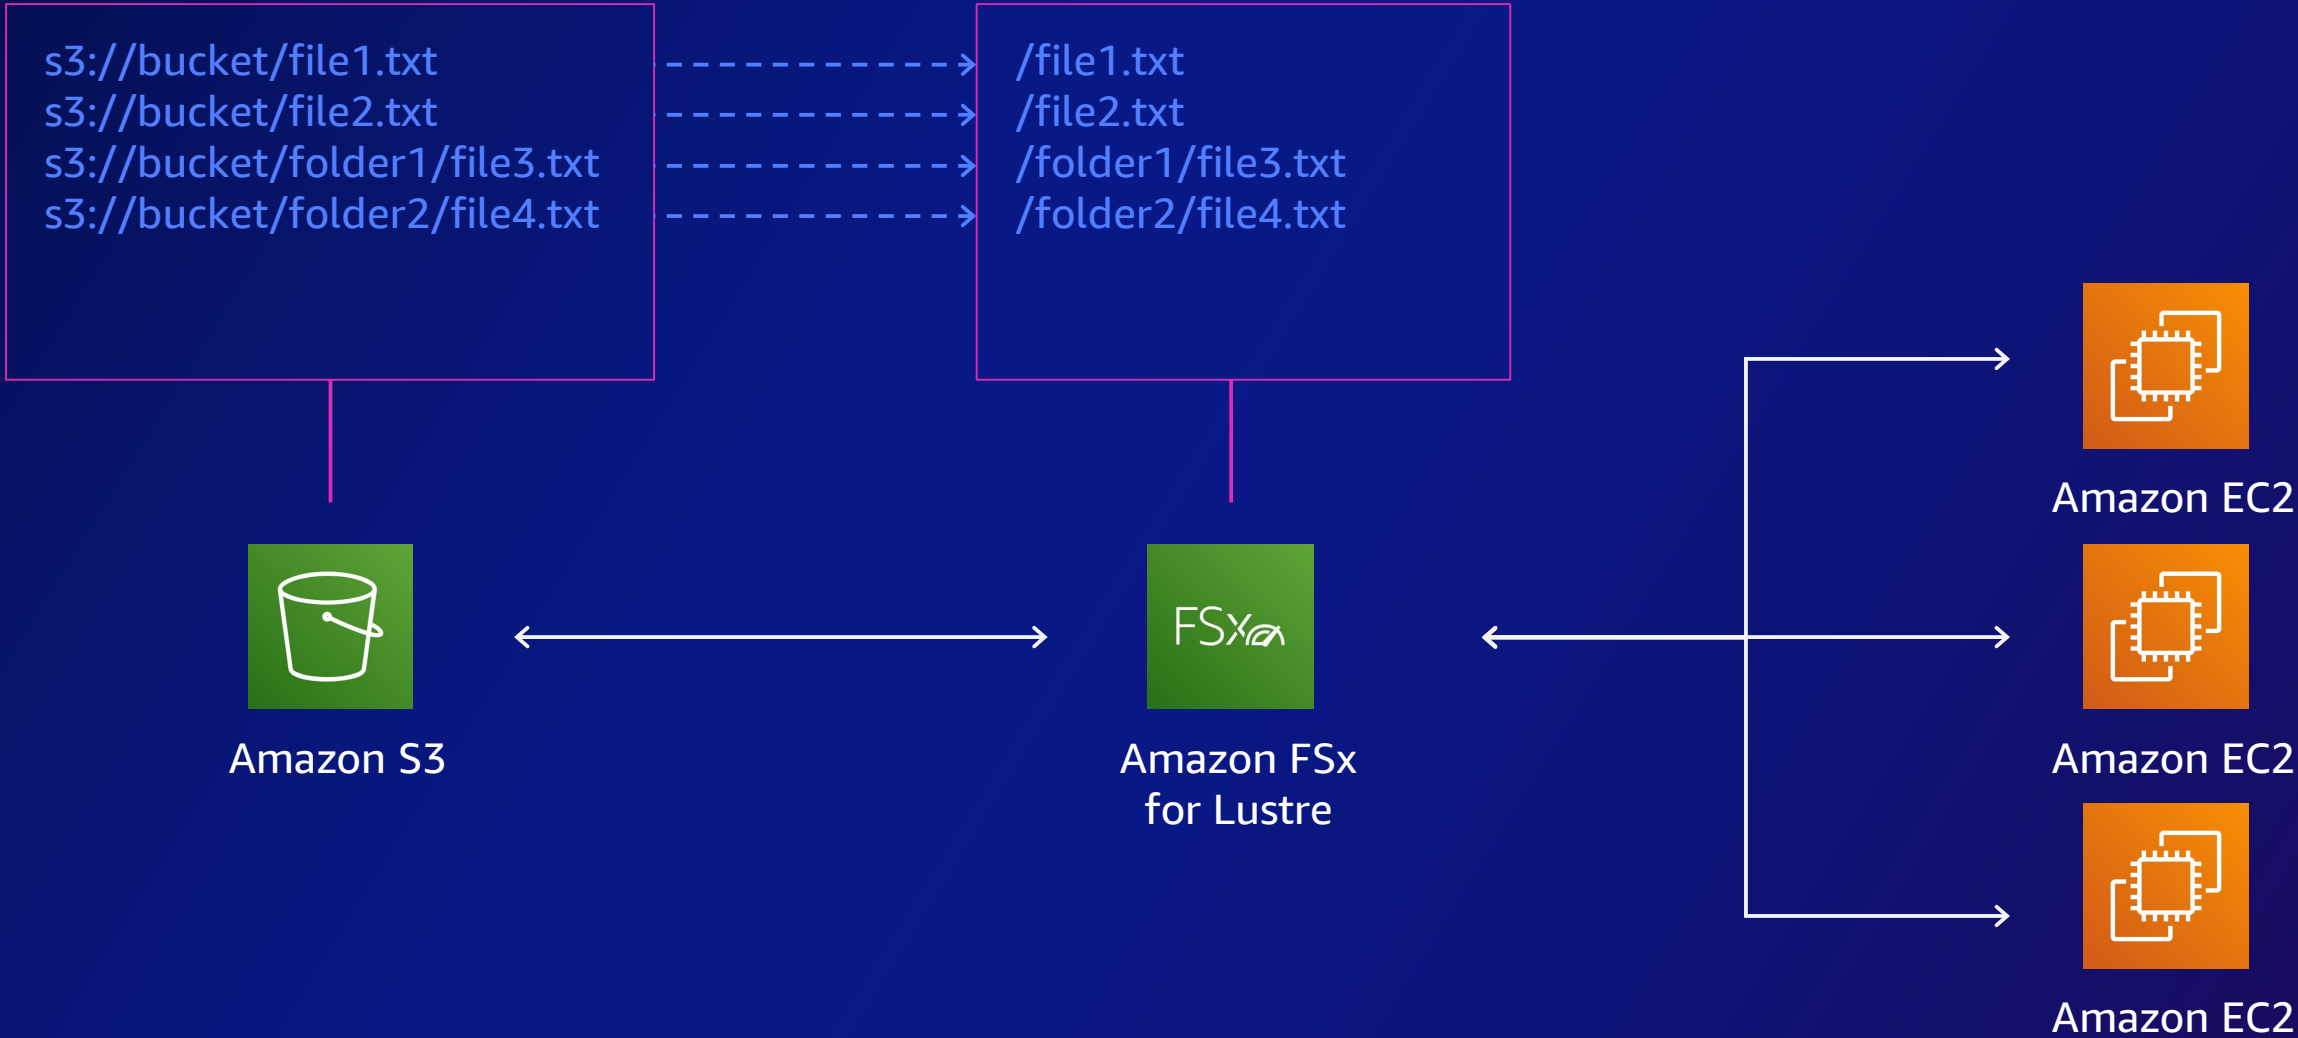 s3://bucket/file1.txt
s3://bucket/file2.txt
s3://bucket/folder1/file3.txt
s3://bucket/folder2/file4.txt
/file1.txt
/file2.txt
/folder1/file3.txt
/folder2/file4.txt
Amazon S3
FSx
Amazon FSx
for Lustre
Amazon EC2
Amazon EC2
Amazon EC2